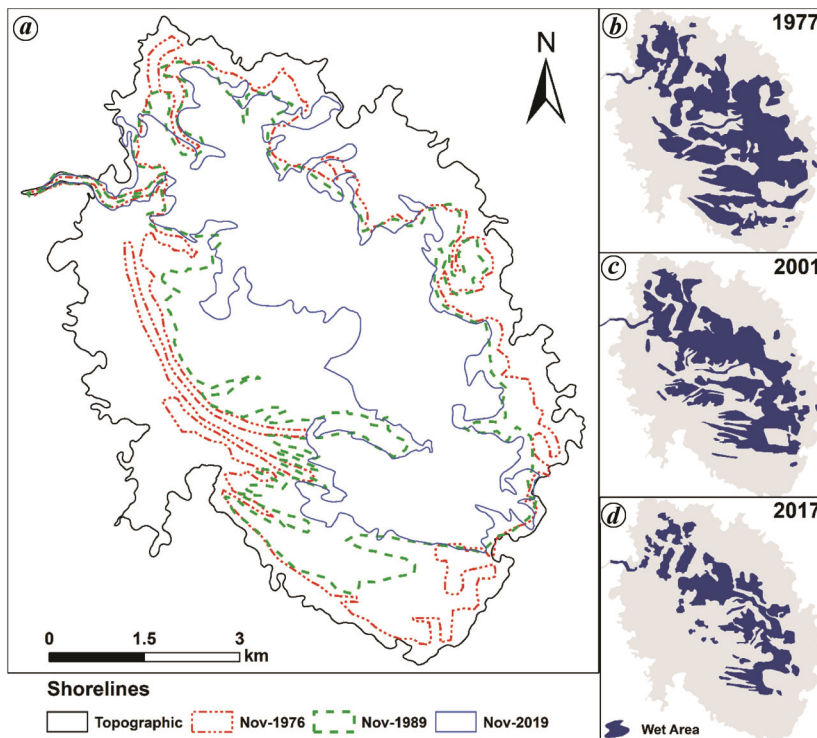 a
N
0 1.5 3
km
Shorelines
Topographic Nov-1976 Nov-1989 Nov-2019
b 1977
c 2001
d 2017
Wet Area